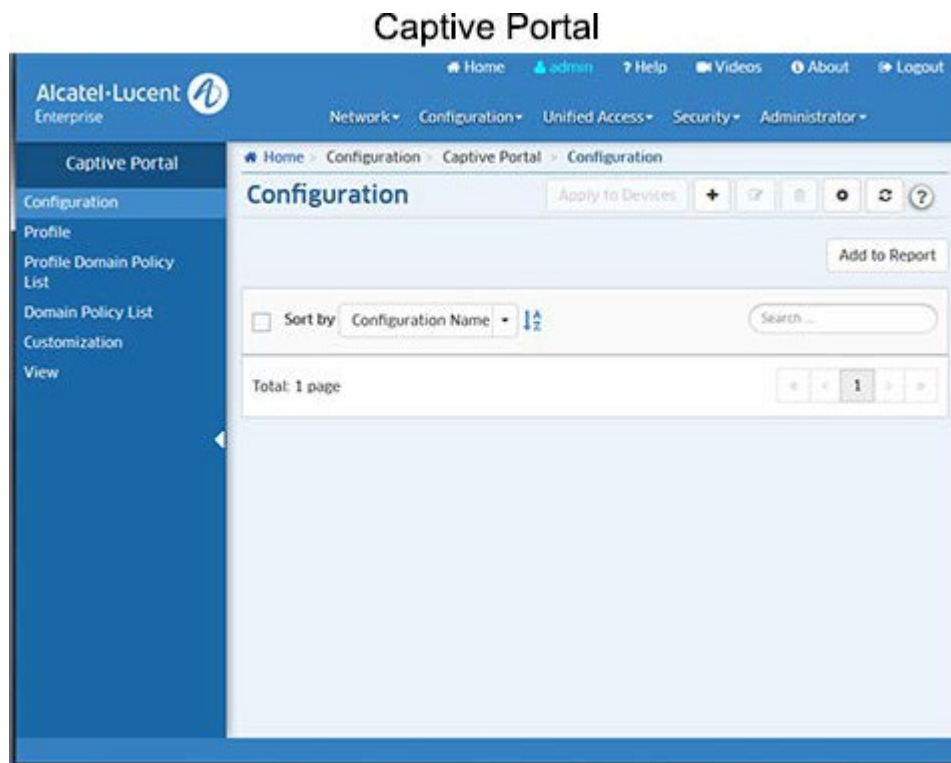 Captive Portal
Home admin ? Help Videos About Logout
Alcatel·Lucent
Enterprise
Network Configuration Unified Access Security Administrator
Captive Portal
Home > Configuration > Captive Portal > Configuration
Configuration
Profile
Profile Domain Policy
List
Domain Policy List
Customization
View
Configuration Apply to Devices + ?
Add to Report
Sort by Configuration Name A Z Search ...
Total: 1 page « ‹ 1 › »